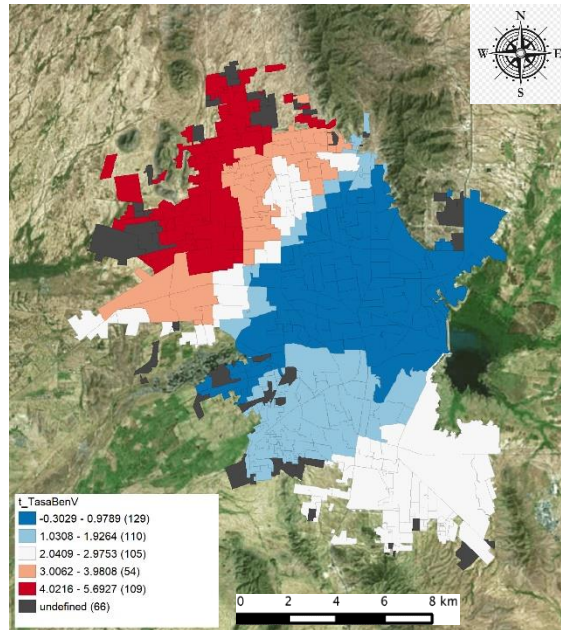 N
W E
S
t_TasaBenV
-0.3029 - 0.9789 (129)
1.0308 - 1.9264 (110)
2.0409 - 2.9753 (105)
3.0062 - 3.9808 (54)
4.0216 - 5.6927 (109)
undefined (66)
0 2 4 6 8 km